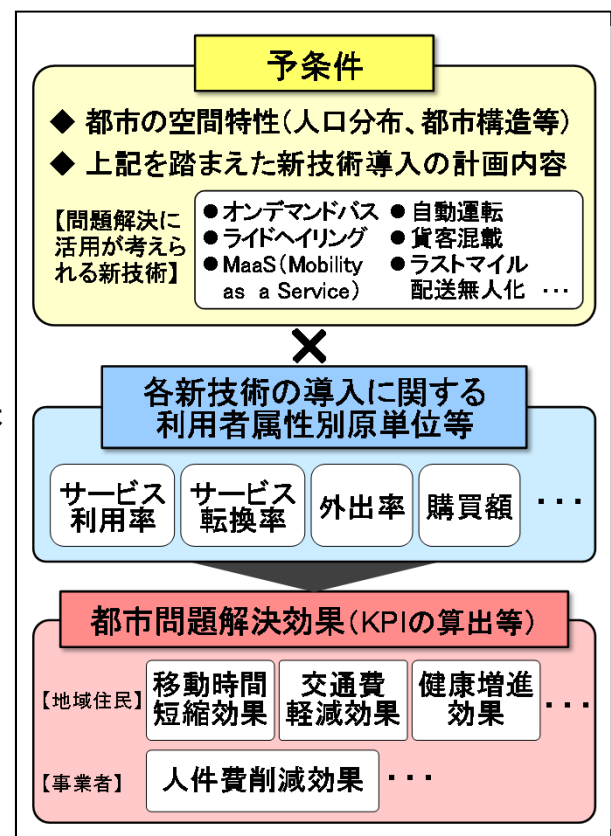 予条件
◆ 都市の空間特性(人口分布、都市構造等)
◆ 上記を踏まえた新技術導入の計画内容
【問題解決に
活用が考えら
れる新技術】
●オンデマンドバス
●ライドヘイリング
●MaaS(Mobility
as a Service)
●自動運転
●貨客混載
●ラストマイル
配送無人化 ・・・
×
各新技術の導入に関する
利用者属性別原単位等
サービス
利用率
サービス
転換率
外出率
購買額
・・・
都市問題解決効果(KPIの算出等)
【地域住民】
移動時間
短縮効果
交通費
軽減効果
健康増進
効果
・・・
【事業者】
人件費削減効果
・・・